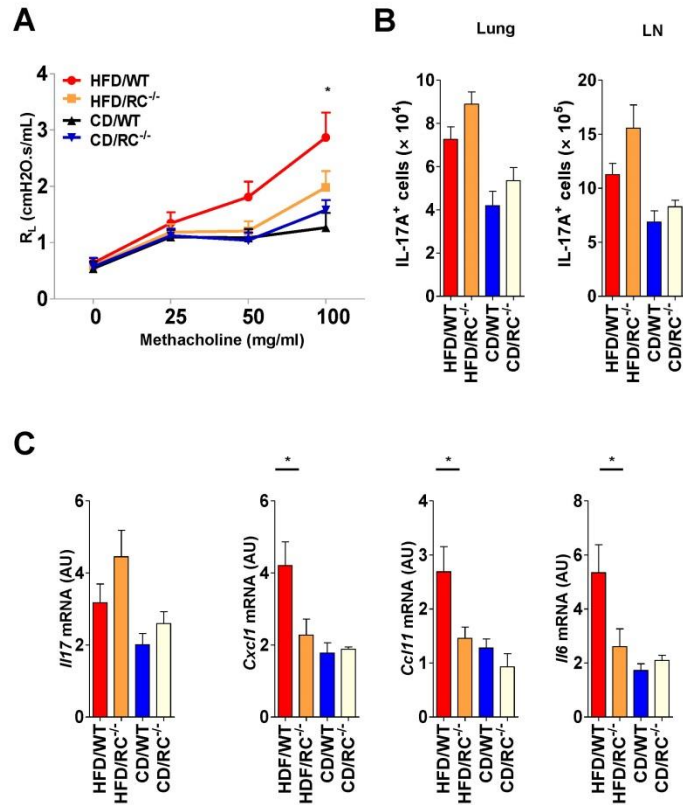 A
4
3
2
1
0
R_L (cmH2O.s/mL)
HFD/WT
HFD/RC⁻/⁻
CD/WT
CD/RC⁻/⁻
*
0 25 50 100
Methacholine (mg/ml)
B
Lung
10
8
6
4
2
0
IL-17A⁺ cells (× 10⁴)
HFD/WT
HFD/RC⁻/⁻
CD/WT
CD/RC⁻/⁻
LN
20
15
10
5
0
IL-17A⁺ cells (× 10⁵)
HFD/WT
HFD/RC⁻/⁻
CD/WT
CD/RC⁻/⁻
C
6
4
2
0
Il17 mRNA (AU)
HFD/WT
HFD/RC⁻/⁻
CD/WT
CD/RC⁻/⁻
*
6
4
2
0
Cxcl1 mRNA (AU)
HDF/WT
HDF/RC⁻/⁻
CD/WT
CD/RC⁻/⁻
*
4
3
2
1
0
Ccl11 mRNA (AU)
HFD/WT
HFD/RC⁻/⁻
CD/WT
CD/RC⁻/⁻
*
8
6
4
2
0
Il6 mRNA (AU)
HFD/WT
HFD/RC⁻/⁻
CD/WT
CD/RC⁻/⁻